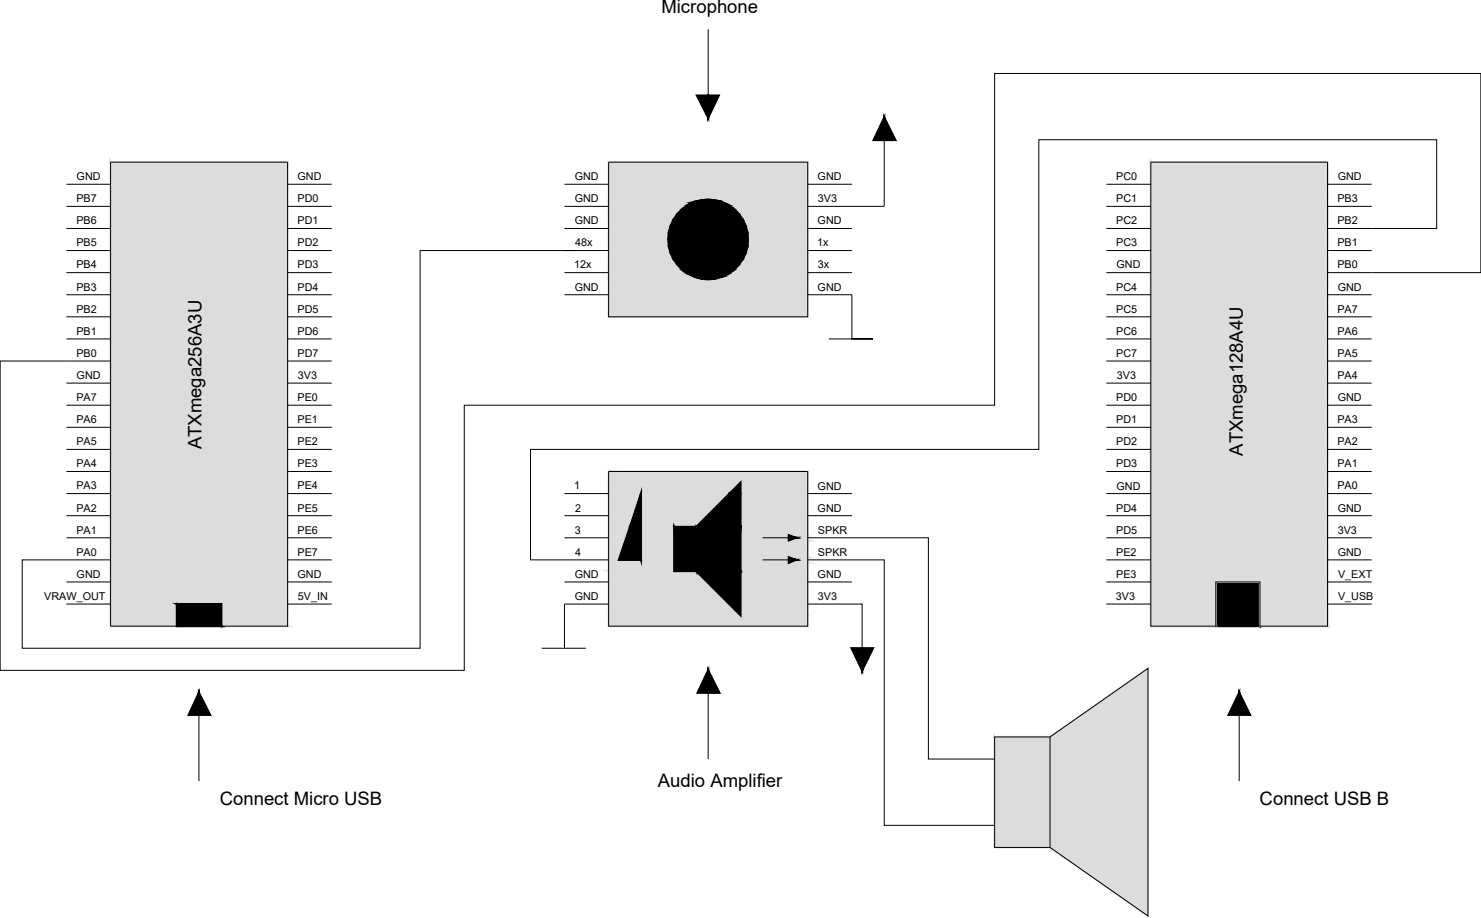 Microphone
GND
PB7
PB6
PB5
PB4
PB3
PB2
PB1
PB0
GND
PA7
PA6
PA5
PA4
PA3
PA2
PA1
PA0
GND
VRAW_OUT
ATXmega256A3U
GND
PD0
PD1
PD2
PD3
PD4
PD5
PD6
PD7
3V3
PE0
PE1
PE2
PE3
PE4
PE5
PE6
PE7
GND
5V_IN
Connect Micro USB
GND
GND
GND
48x
12x
GND
GND
3V3
GND
1x
3x
GND
1
2
3
4
GND
GND
GND
GND
SPKR
SPKR
GND
3V3
Audio Amplifier
PC0
PC1
PC2
PC3
GND
PC4
PC5
PC6
PC7
3V3
PD0
PD1
PD2
PD3
GND
PD4
PD5
PE2
PE3
3V3
ATXmega128A4U
GND
PB3
PB2
PB1
PB0
GND
PA7
PA6
PA5
PA4
GND
PA3
PA2
PA1
PA0
GND
3V3
GND
V_EXT
V_USB
Connect USB B